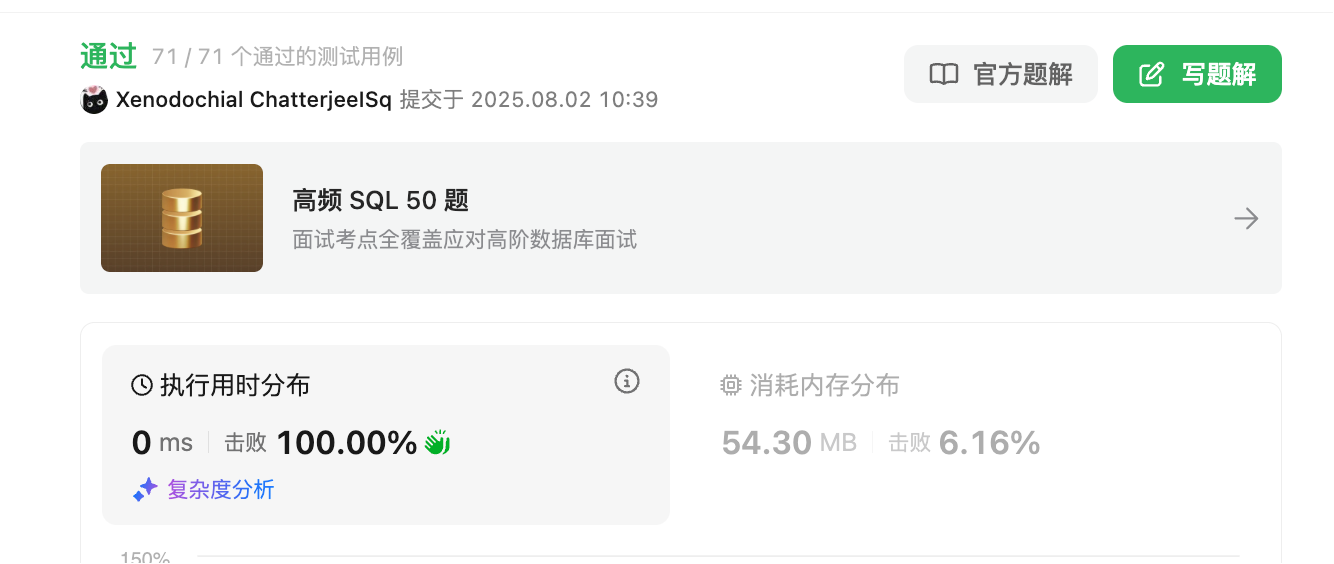 通过 71 / 71 个通过的测试用例
Xenodochial ChatterjeeISq 提交于 2025.08.02 10:39
官方题解
写题解
高频 SQL 50 题
面试考点全覆盖应对高阶数据库面试
执行用时分布
0 ms 击败 100.00%
复杂度分析
消耗内存分布
54.30 MB 击败 6.16%
150%